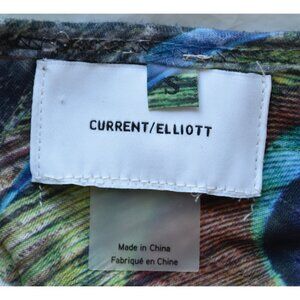 CURRENT/ELLIOTT
Made in China
Fabriqué en Chine